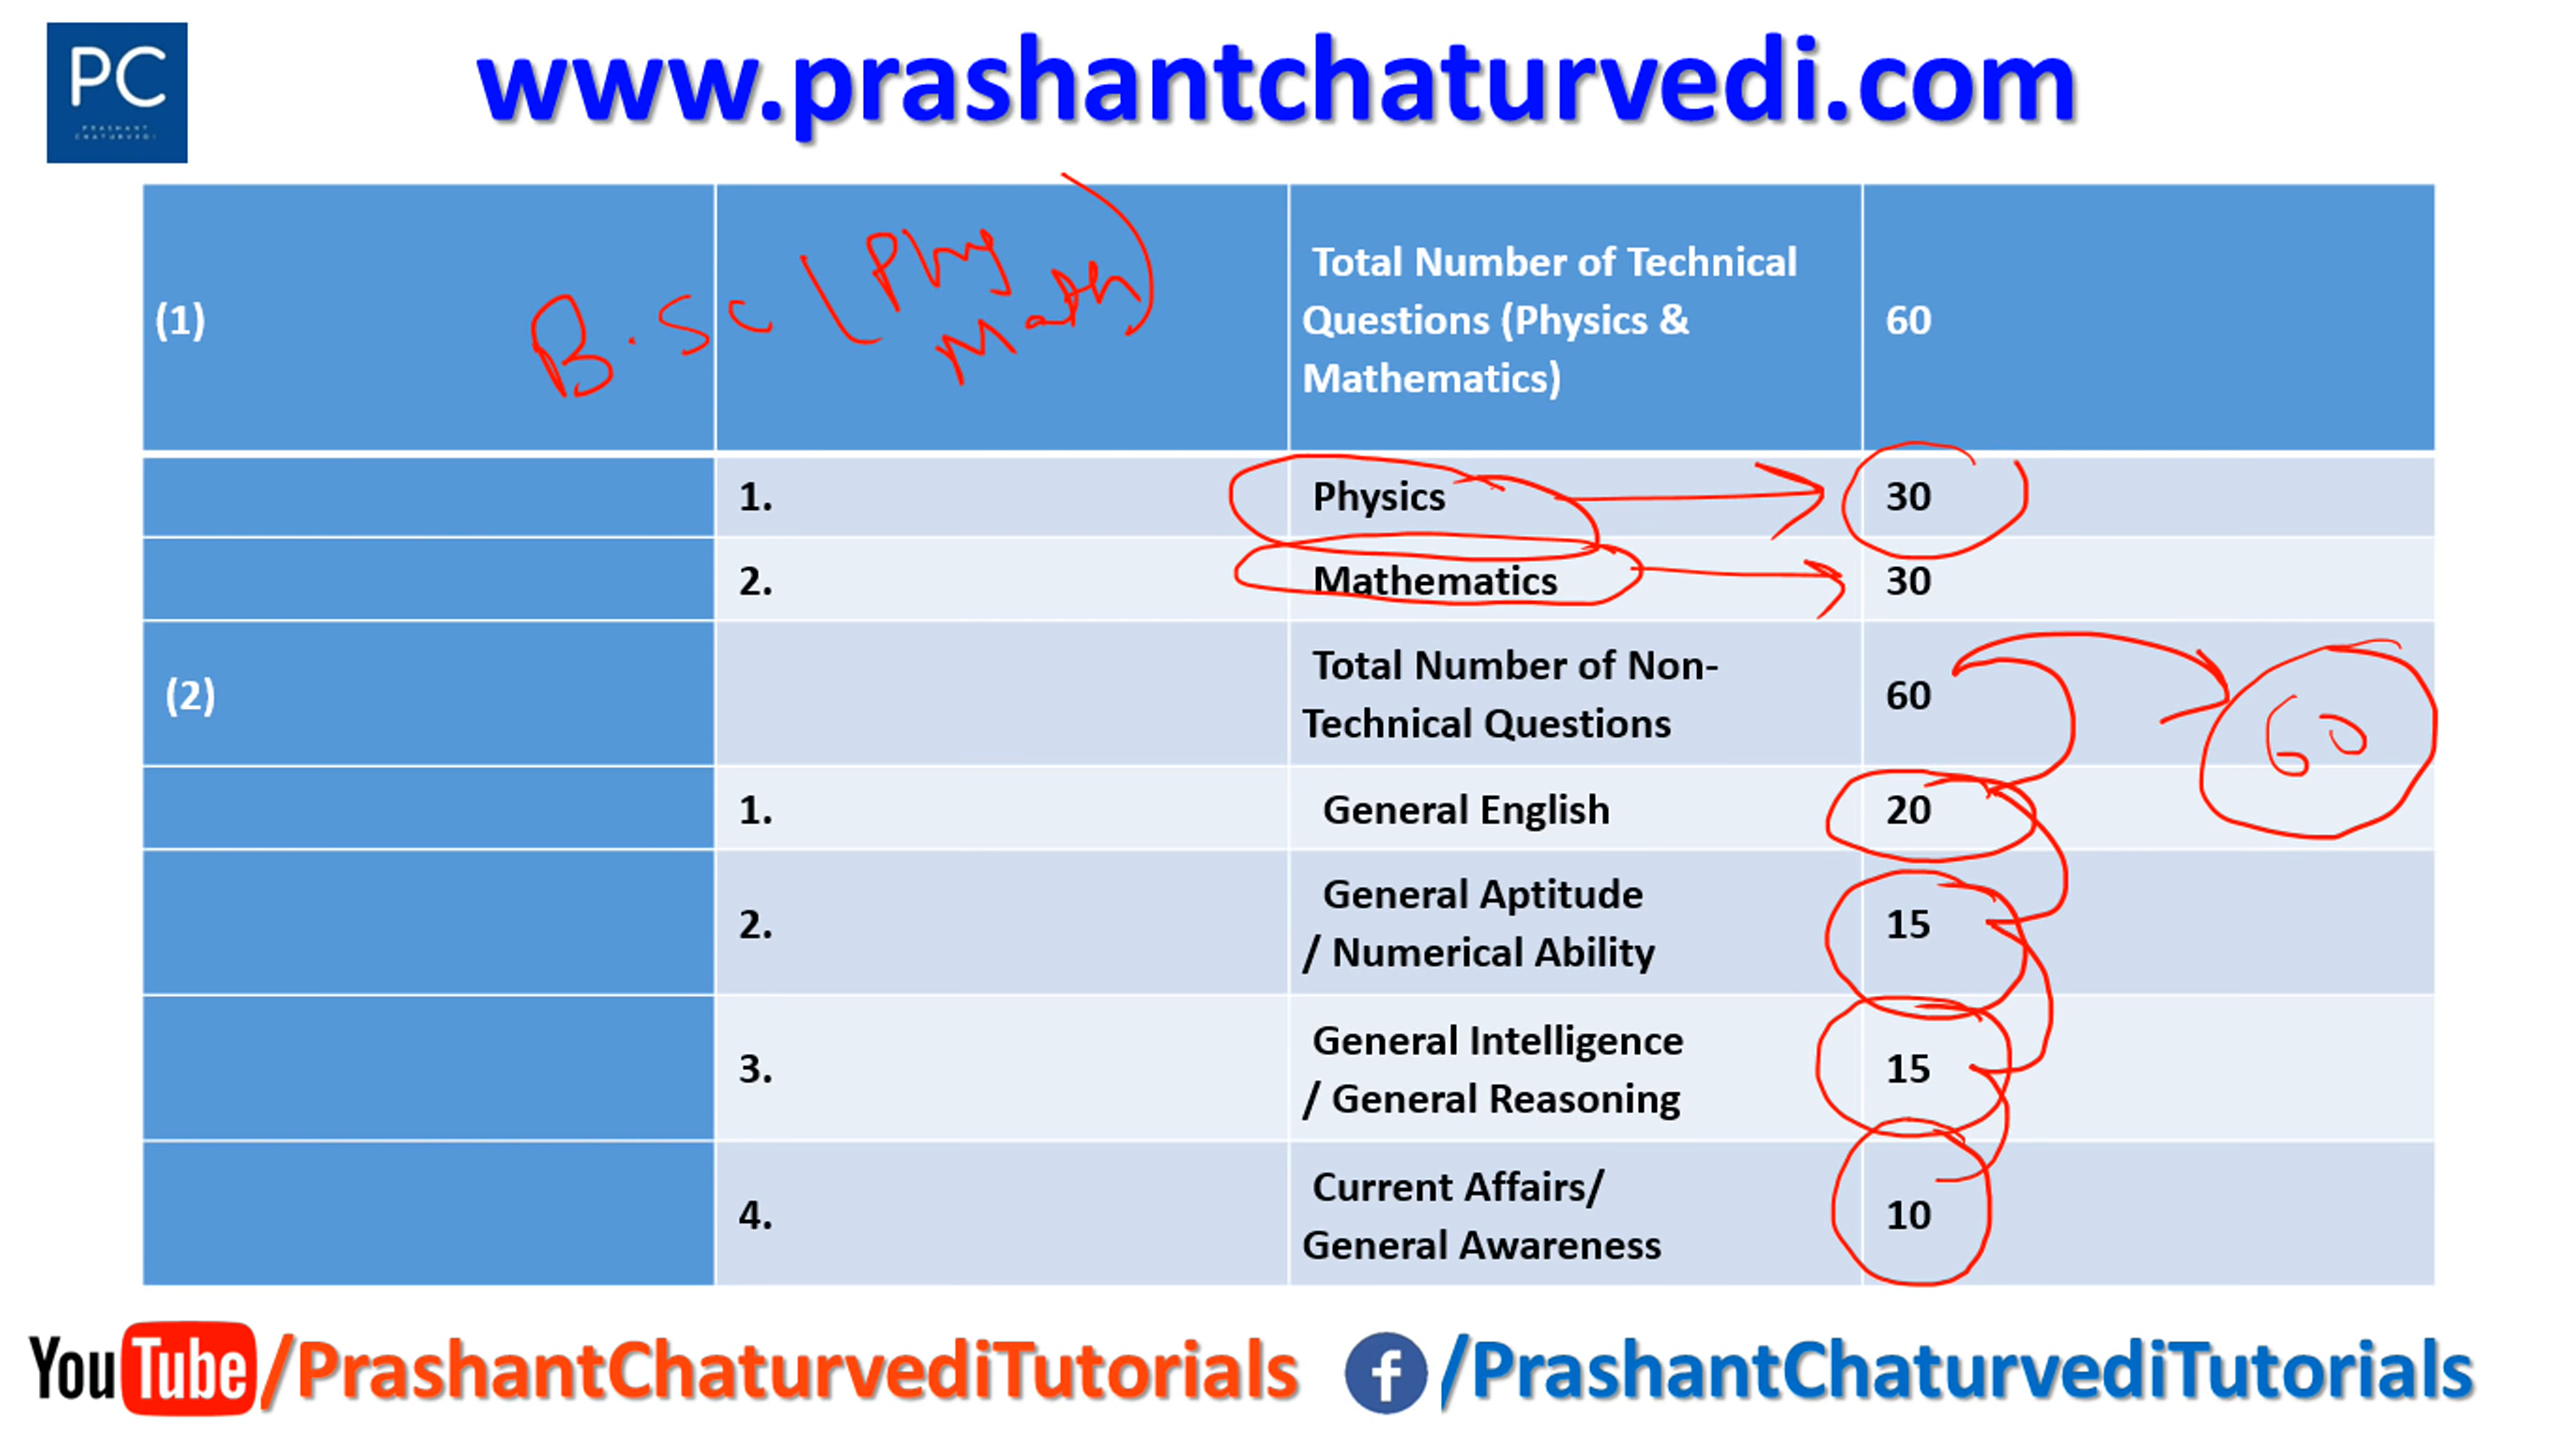 PC
PRASHANT
CHATURVEDI
www.prashantchaturvedi.com
(1)
B.Sc (Phy
Math)
Total Number of Technical
Questions (Physics &
Mathematics)
60
1.
Physics
30
2.
Mathematics
30
(2)
Total Number of Non-
Technical Questions
60
60
1.
General English
20
2.
General Aptitude
/ Numerical Ability
15
3.
General Intelligence
/ General Reasoning
15
4.
Current Affairs/
General Awareness
10
YouTube/PrashantChaturvediTutorials
f/PrashantChaturvediTutorials